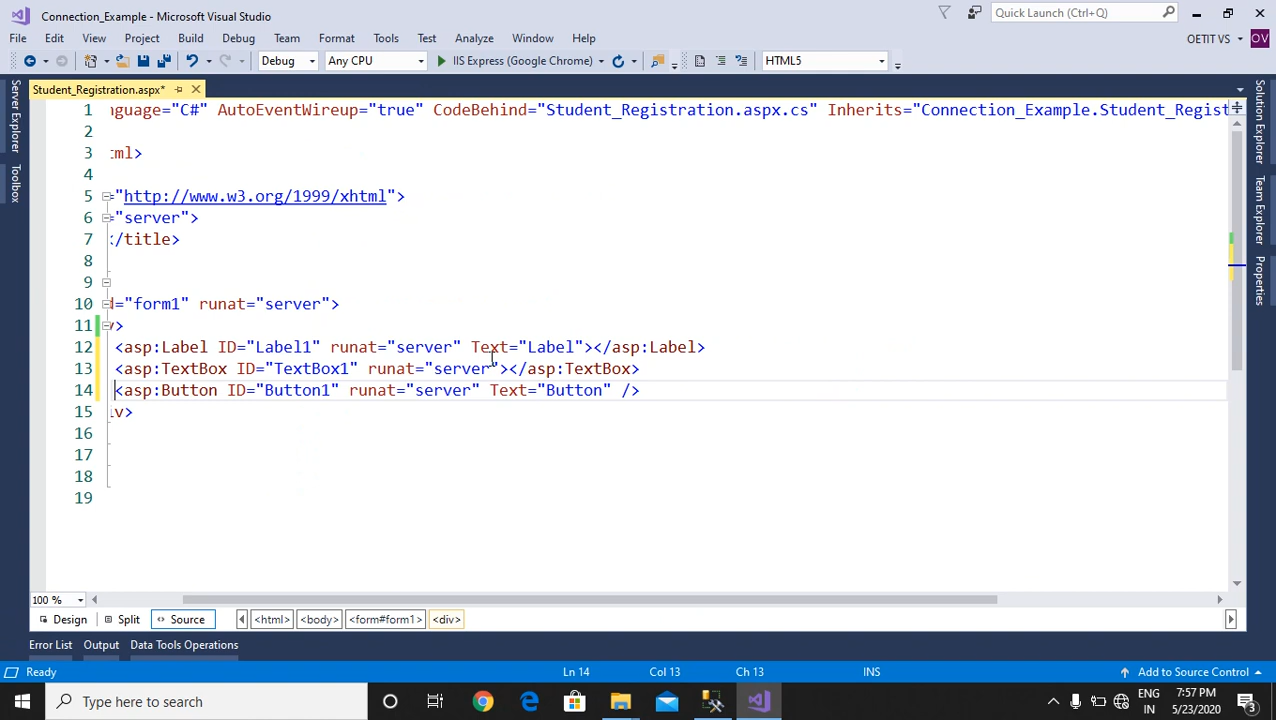 Connection_Example - Microsoft Visual Studio
Quick Launch (Ctrl+Q)
File Edit View Project Build Debug Team Format Tools Test Analyze Window Help
OETIT VS OV
Debug Any CPU IIS Express (Google Chrome) HTML5
Student_Registration.aspx*
Server Explorer
Toolbox
Solution Explorer
Team Explorer
Properties
1 nguage="C#" AutoEventWireup="true" CodeBehind="Student_Registration.aspx.cs" Inherits="Connection_Example.Student_Regist
2
3 ml>
4
5 ="http://www.w3.org/1999/xhtml">
6 ="server">
7 </title>
8
9
10 ="form1" runat="server">
11 >
12 <asp:Label ID="Label1" runat="server" Text="Label"></asp:Label>
13 <asp:TextBox ID="TextBox1" runat="server"></asp:TextBox>
14 <asp:Button ID="Button1" runat="server" Text="Button" />
15 iv>
16
17
18
19
100 %
Design Split Source <html> <body> <form#form1> <div>
Error List Output Data Tools Operations
Ready Ln 14 Col 13 Ch 13 INS Add to Source Control
Type here to search
ENG
IN
7:57 PM
5/23/2020
3